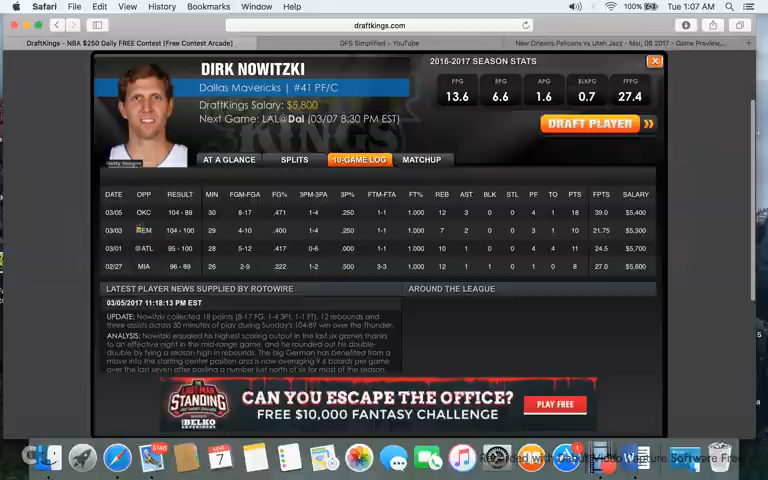 Safari File Edit View History Bookmarks Window Help 100% Tue 1:07 AM
draftkings.com
DraftKings - NBA $250 Daily FREE Contest [Free Contest Arcade] DFS Simplified - YouTube New Orleans Pelicans vs Utah Jazz - Mar, 06 2017 - Game Preview,...
DIRK NOWITZKI
Dallas Mavericks | #41 PF/C
DraftKings Salary: $5,800
Next Game: LAL@Dal (03/07 8:30 PM EST)
Getty Images
2016-2017 SEASON STATS
PPG RPG APG BLKPG FPPG
13.6 6.6 1.6 0.7 27.4
DRAFT PLAYER
AT A GLANCE SPLITS 10-GAME LOG MATCHUP
DATE OPP RESULT MIN FGM-FGA FG% 3PM-3PA 3P% FTM-FTA FT% REB AST BLK STL PF TO PTS FPTS SALARY
03/05 OKC 104 - 89 30 8-17 .471 1-4 .250 1-1 1.000 12 3 0 0 4 1 18 39.0 $5,400
03/03 104 - 100 29 4-10 .400 1-4 .250 1-1 1.000 7 2 0 0 3 1 10 21.75 $5,300
03/01 @ATL 95 - 100 28 5-12 .417 0-6 .000 1-1 1.000 10 1 0 0 4 4 11 24.5 $5,700
02/27 MIA 96 - 89 26 2-9 .222 1-2 .500 3-3 1.000 12 1 1 0 1 0 8 27.0 $5,600
LATEST PLAYER NEWS SUPPLIED BY ROTOWIRE
AROUND THE LEAGUE
03/05/2017 11:18:13 PM EST
UPDATE: Nowitzki collected 18 points (8-17 FG, 1-4 3Pt, 1-1 FT), 12 rebounds and
three assists across 30 minutes of play during Sunday's 104-89 win over the Thunder.
ANALYSIS: Nowitzki equaled his highest scoring output in the last six games thanks
to an effective night in the mid-range game, and he rounded out his double-
double by tying a season high in rebounds. The big German has benefited from a
move into the starting center position and is now averaging 9.6 boards per game
over the last seven after posting a number just north of six for most of the season.
THE LAST MAN STANDING
THE BELKO EXPERIMENT
CAN YOU ESCAPE THE OFFICE?
FREE $10,000 FANTASY CHALLENGE
PLAY FREE
3148
7
1
Recorded with Debut Video Capture Software Free